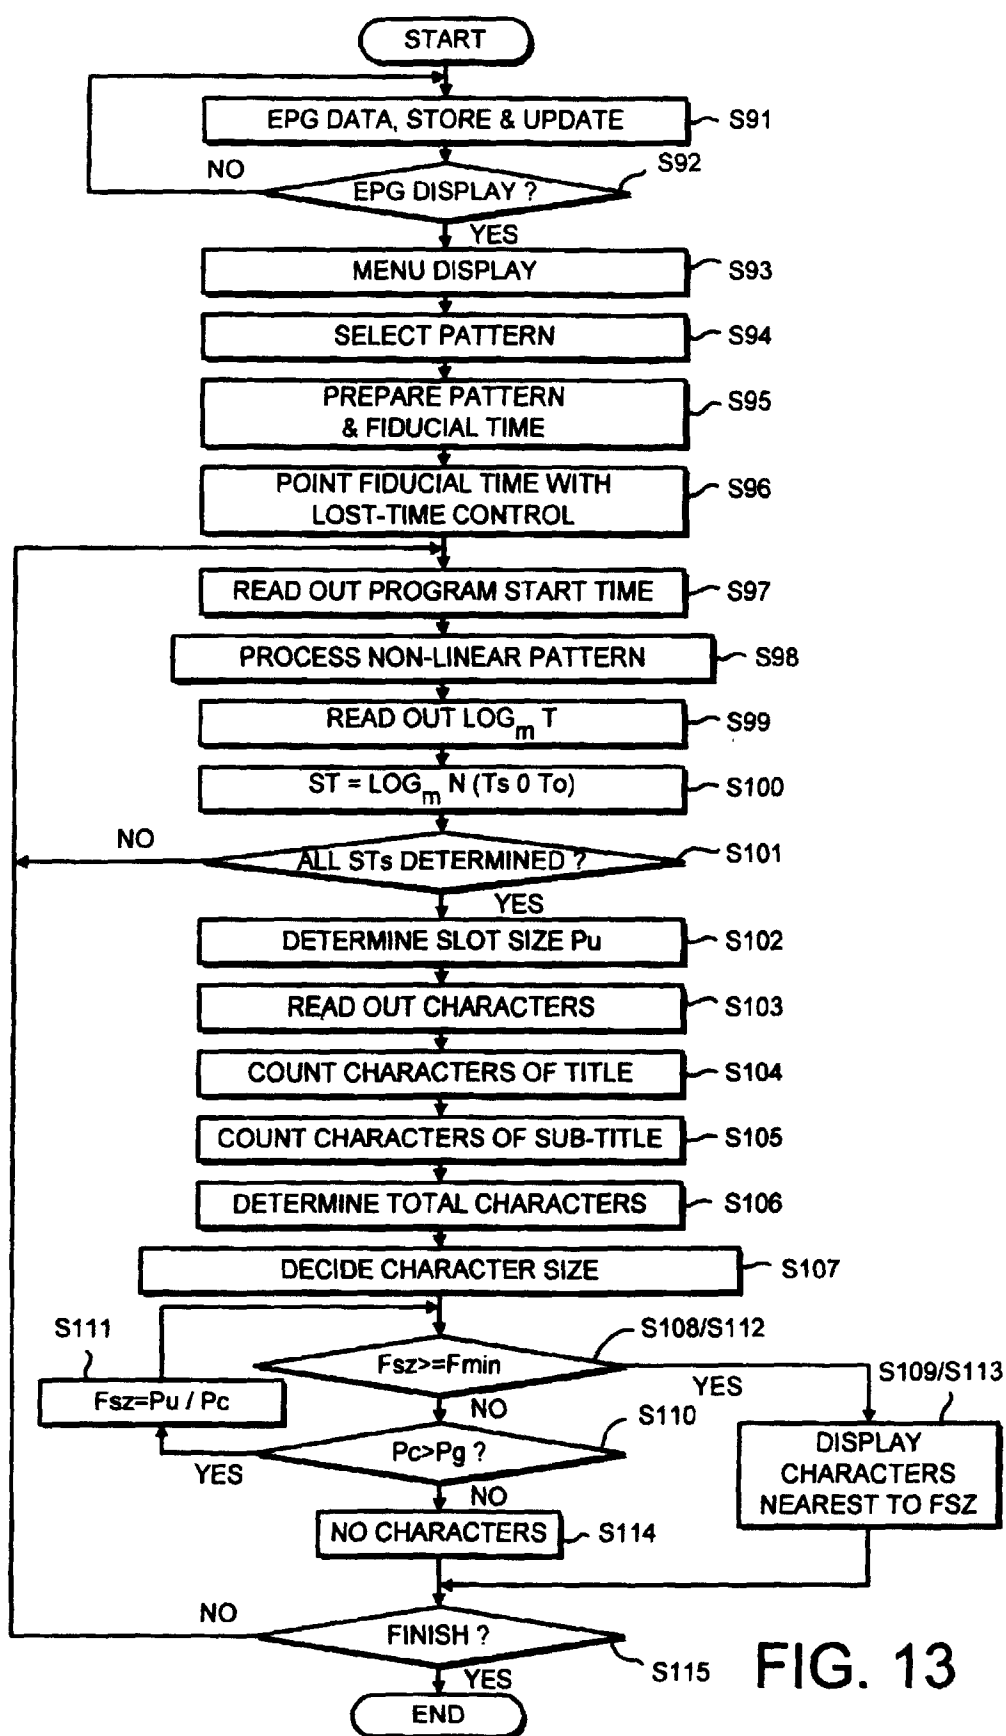 START
EPG DATA, STORE & UPDATE
S91
NO
S92
EPG DISPLAY ?
YES
MENU DISPLAY
S93
SELECT PATTERN
S94
PREPARE PATTERN
& FIDUCIAL TIME
S95
POINT FIDUCIAL TIME WITH
LOST-TIME CONTROL
S96
READ OUT PROGRAM START TIME
S97
PROCESS NON-LINEAR PATTERN
S98
READ OUT LOGm T
S99
ST = LOGm N (Ts 0 To)
S100
NO
ALL STs DETERMINED ?
S101
YES
DETERMINE SLOT SIZE Pu
S102
READ OUT CHARACTERS
S103
COUNT CHARACTERS OF TITLE
S104
COUNT CHARACTERS OF SUB-TITLE
S105
DETERMINE TOTAL CHARACTERS
S106
DECIDE CHARACTER SIZE
S107
S111
S108/S112
Fsz>=Fmin
YES
S109/S113
Fsz=Pu / Pc
NO
S110
Pc>Pg ?
YES
DISPLAY
CHARACTERS
NEAREST TO FSZ
NO
NO CHARACTERS
S114
NO
FINISH ?
S115
YES
END
FIG. 13